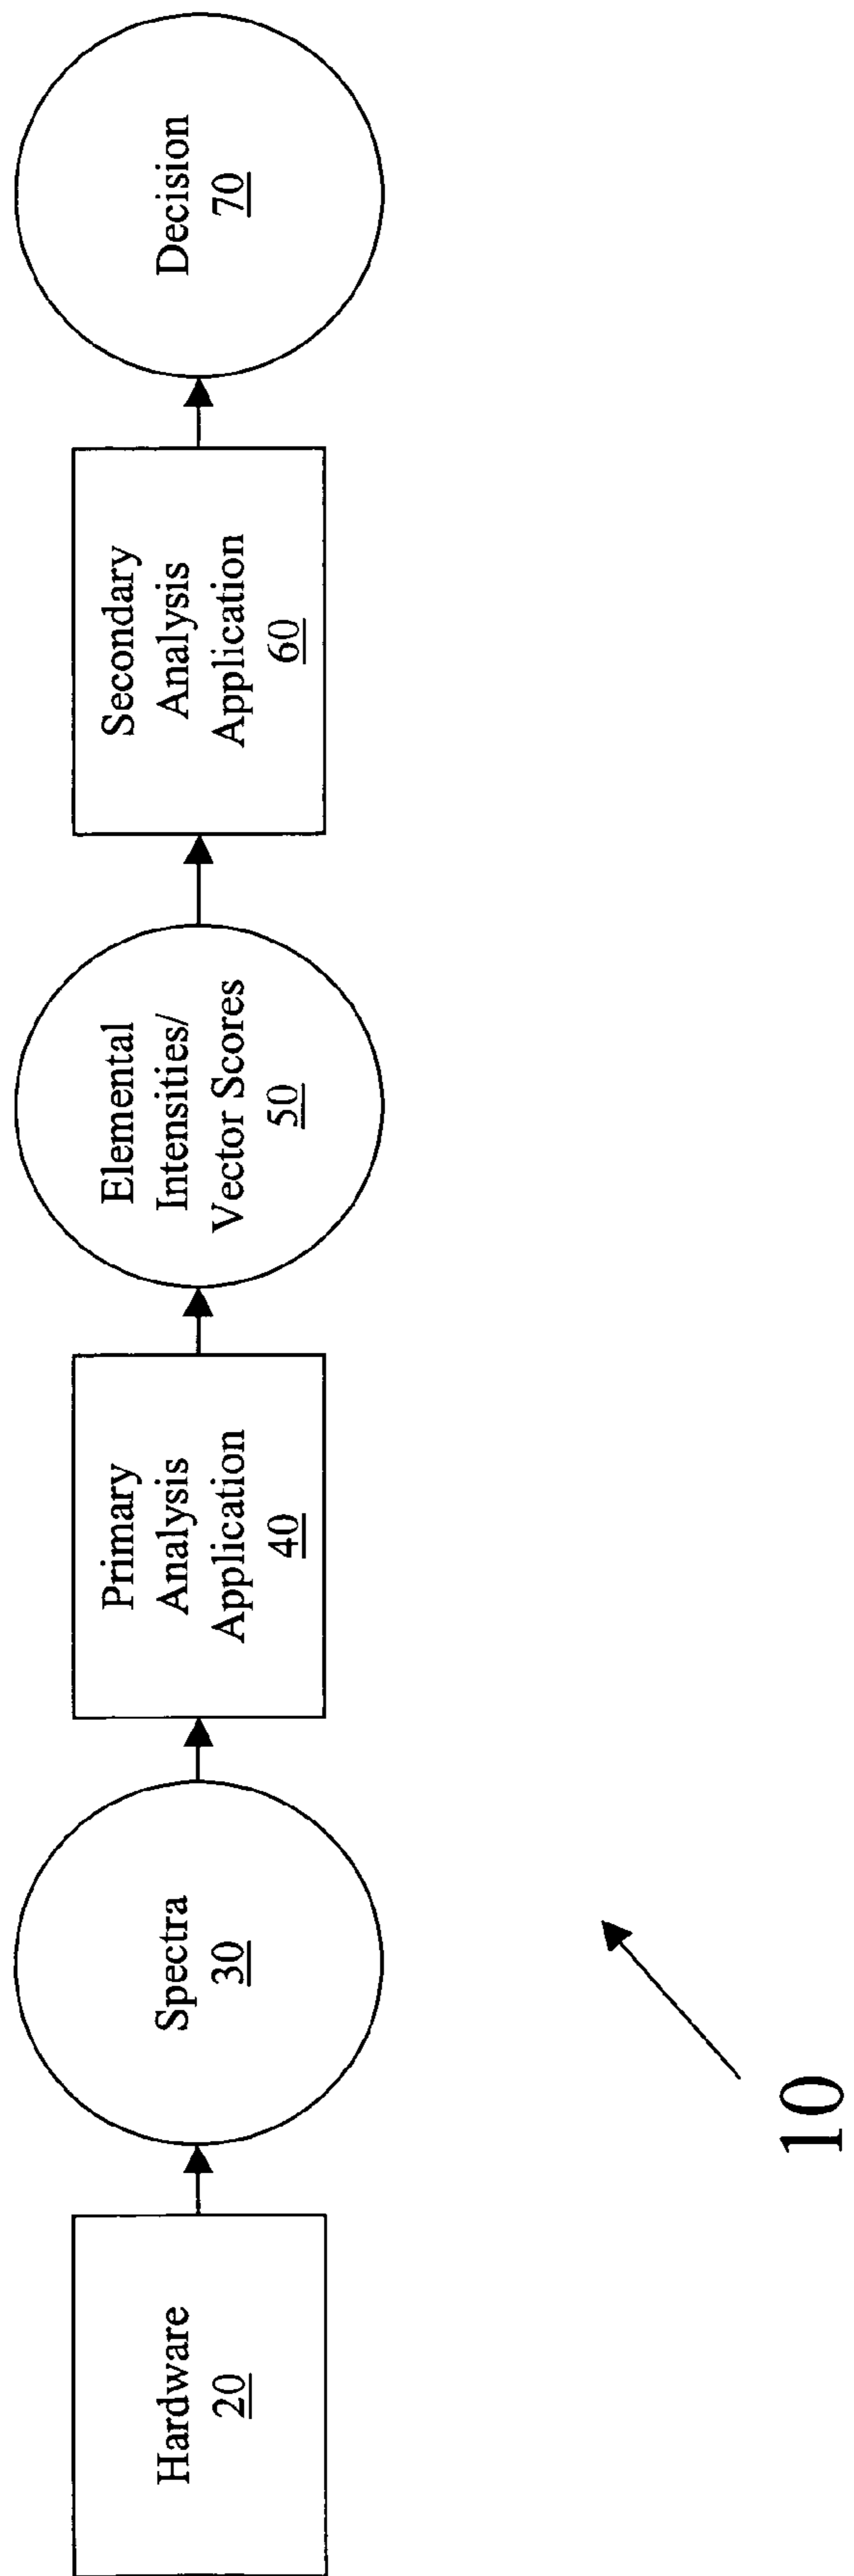 Hardware
20
Spectra
30
Primary
Analysis
Application
40
Elemental
Intensities/
Vector Scores
50
Secondary
Analysis
Application
60
Decision
70
10